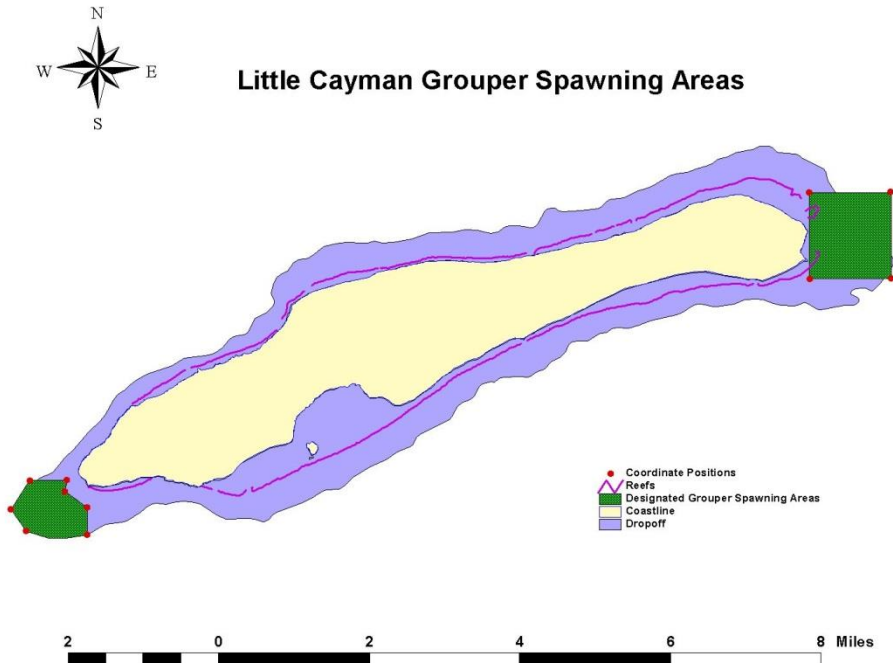 N
W E
S
Little Cayman Grouper Spawning Areas
Coordinate Positions
Reefs
Designated Grouper Spawning Areas
Coastline
Dropoff
2 0 2 4 6 8 Miles